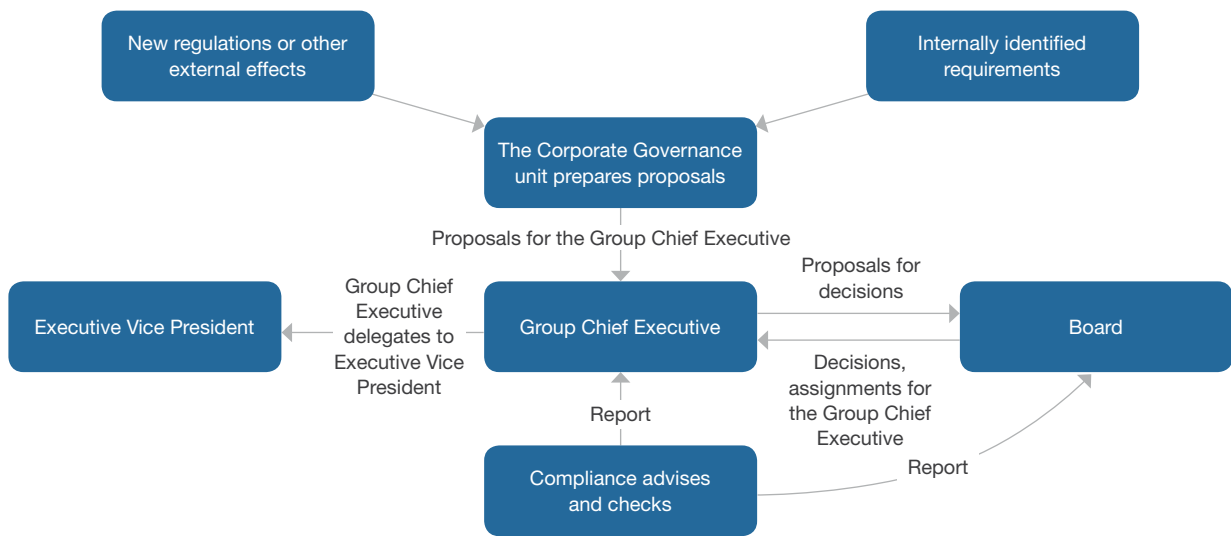 New regulations or other
external effects
Internally identified
requirements
The Corporate Governance
unit prepares proposals
Proposals for the Group Chief Executive
Executive Vice President
Group Chief
Executive
delegates to
Executive Vice
President
Group Chief Executive
Proposals for
decisions
Board
Decisions,
assignments for
the Group Chief
Executive
Report
Compliance advises
and checks
Report